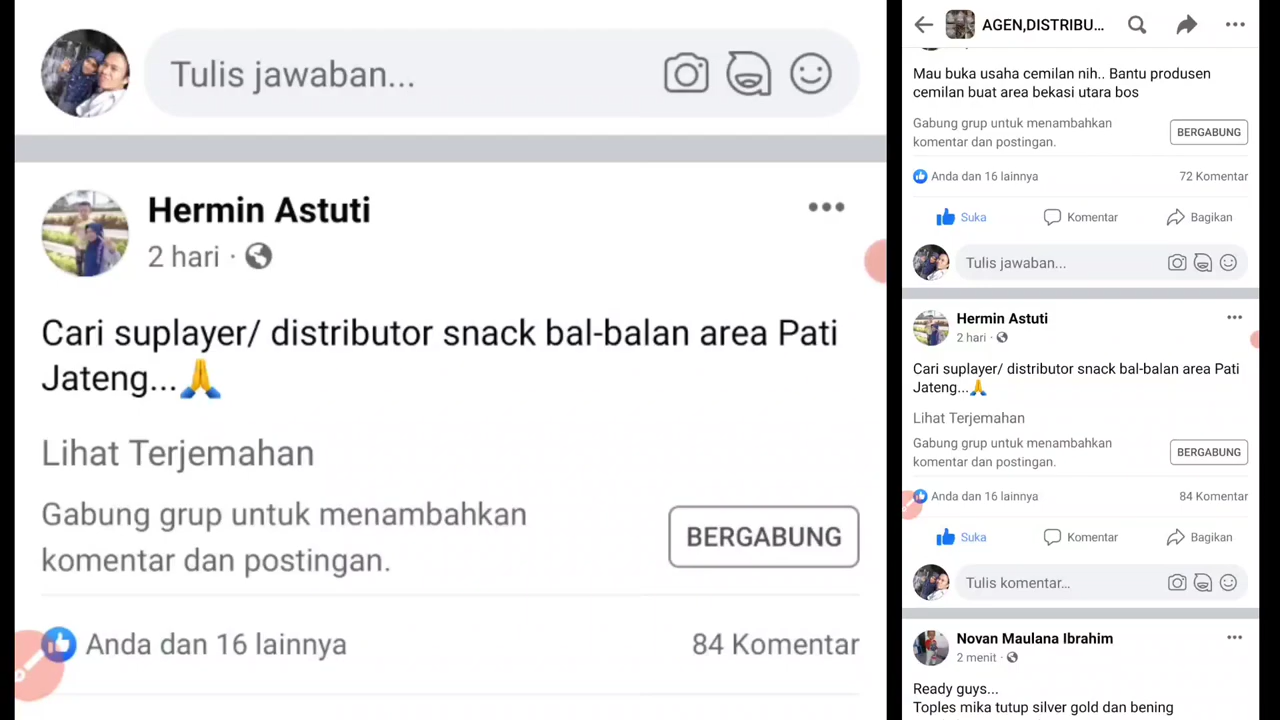 Tulis jawaban...
Hermin Astuti
2 hari ·
Cari suplayer/ distributor snack bal-balan area Pati
Jateng...🙏
Lihat Terjemahan
Gabung grup untuk menambahkan
komentar dan postingan.
BERGABUNG
Anda dan 16 lainnya
84 Komentar
AGEN,DISTRIBU...
Mau buka usaha cemilan nih.. Bantu produsen
cemilan buat area bekasi utara bos
Gabung grup untuk menambahkan
komentar dan postingan.
BERGABUNG
Anda dan 16 lainnya
72 Komentar
Suka
Komentar
Bagikan
Tulis jawaban...
Hermin Astuti
2 hari ·
Cari suplayer/ distributor snack bal-balan area Pati
Jateng...🙏
Lihat Terjemahan
Gabung grup untuk menambahkan
komentar dan postingan.
BERGABUNG
Anda dan 16 lainnya
84 Komentar
Suka
Komentar
Bagikan
Tulis komentar...
Novan Maulana Ibrahim
2 menit ·
Ready guys...
Toples mika tutup silver gold dan bening